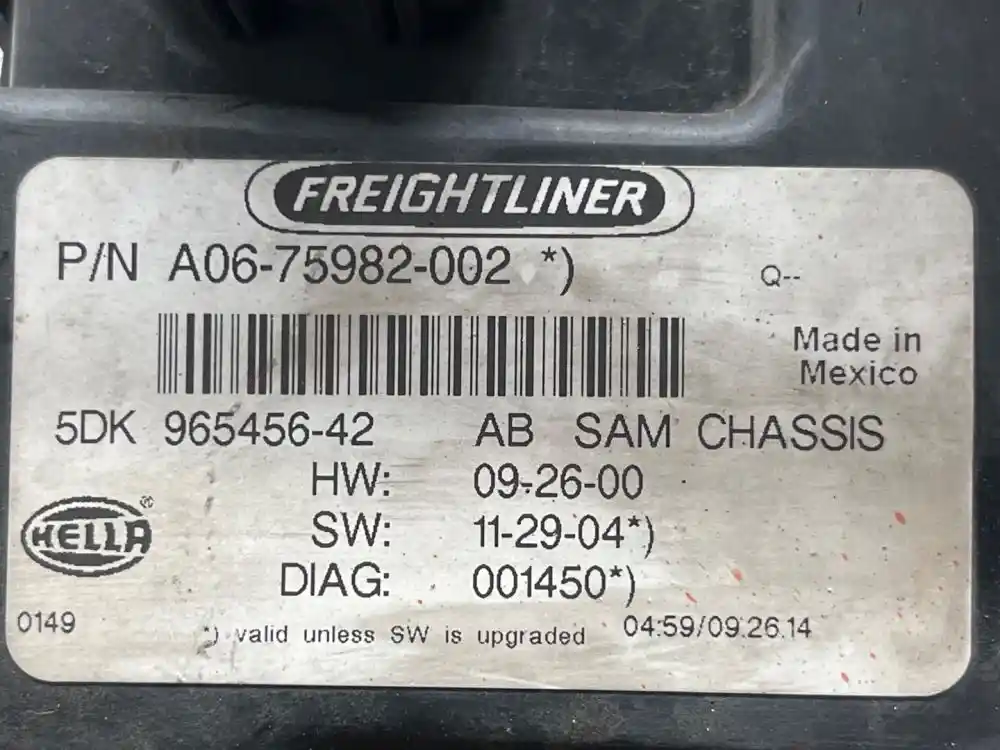 FREIGHTLINER
P/N A06-75982-002 *)
Q--
Made in
Mexico
5DK 965456-42 AB SAM CHASSIS
HW: 09-26-00
HELLA ®
SW: 11-29-04*)
DIAG: 001450*)
0149
*) valid unless SW is upgraded 04:59/09.26.14